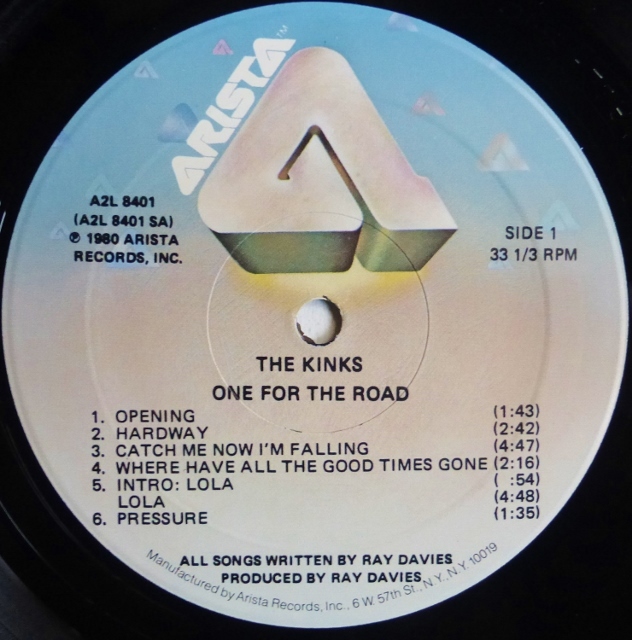 ARISTA™
A2L 8401
(A2L 8401 SA)
℗ 1980 ARISTA
RECORDS, INC.
SIDE 1
33 1/3 RPM
THE KINKS
ONE FOR THE ROAD
1. OPENING (1:43)
2. HARDWAY (2:42)
3. CATCH ME NOW I'M FALLING (4:47)
4. WHERE HAVE ALL THE GOOD TIMES GONE (2:16)
5. INTRO: LOLA ( :54)
LOLA (4:48)
6. PRESSURE (1:35)
ALL SONGS WRITTEN BY RAY DAVIES
PRODUCED BY RAY DAVIES
Manufactured by Arista Records, Inc., 6 W. 57th St., N.Y., N.Y. 10019